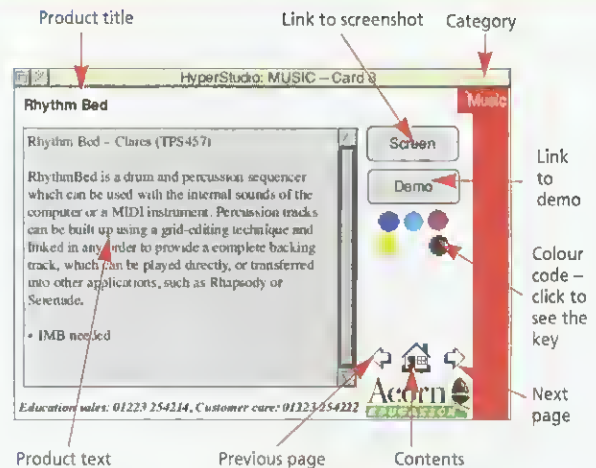 Product title
Link to screenshot
Category
HyperStudio: MUSIC – Card 8
Rhythm Bed
Music
Rhythm Bed – Clares (TPS457)
RhythmBed is a drum and percussion sequencer
which can be used with the internal sounds of the
computer or a MIDI instrument. Percussion tracks
can be built up using a grid-editing technique and
linked in any order to provide a complete backing
track, which can be played directly, or transferred
into other applications, such as Rhapsody or
Serenade.
• 1MB needed
Screen
Demo
Link
to
demo
Colour
code –
click to
see the
key
Acorn
EDUCATION
Next
page
Education sales: 01223 254214, Customer care: 01223 254222
Product text
Previous page
Contents